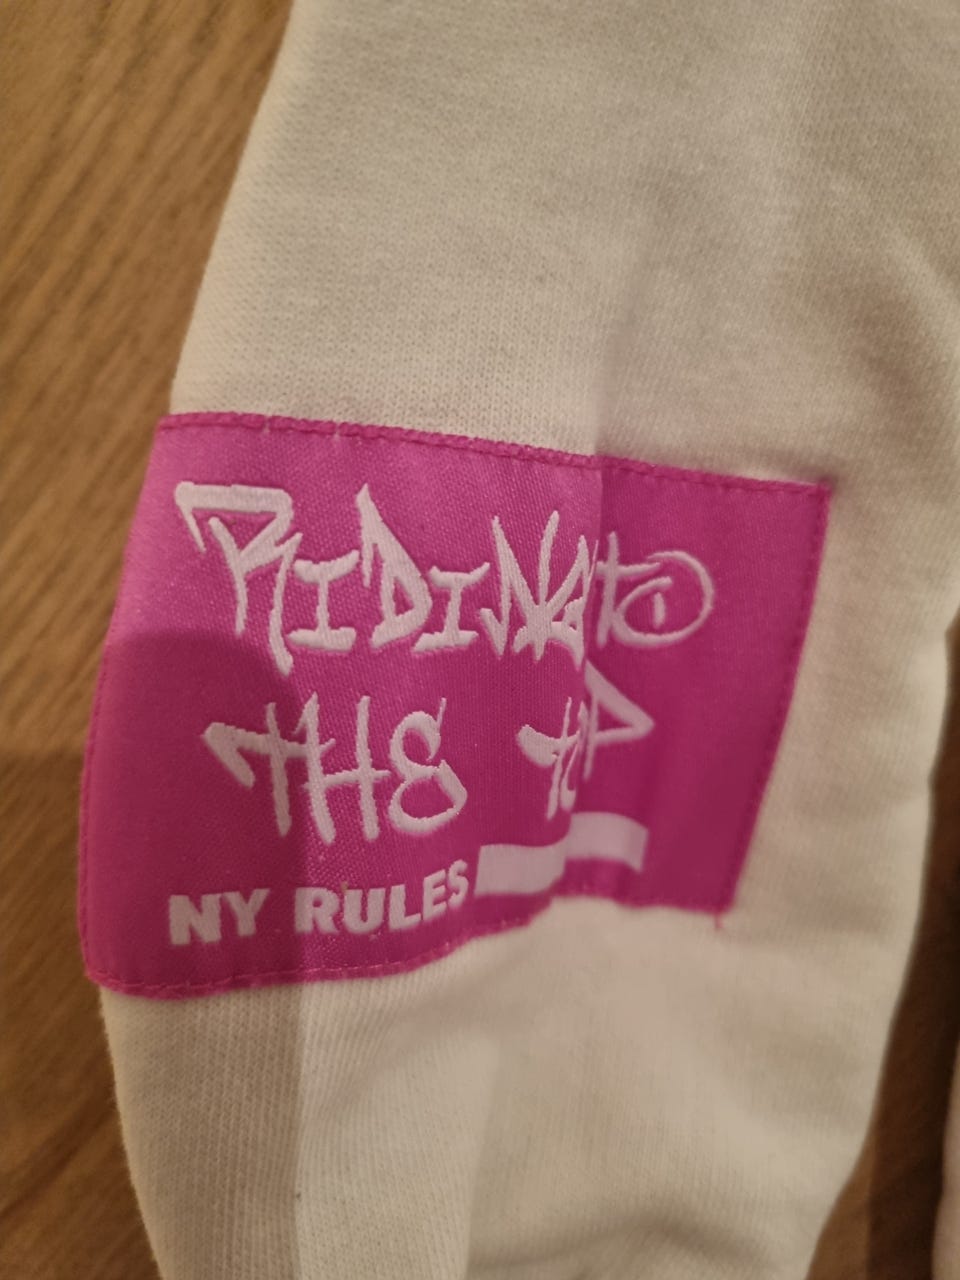 RIDING to
THE tOP
NY RULES